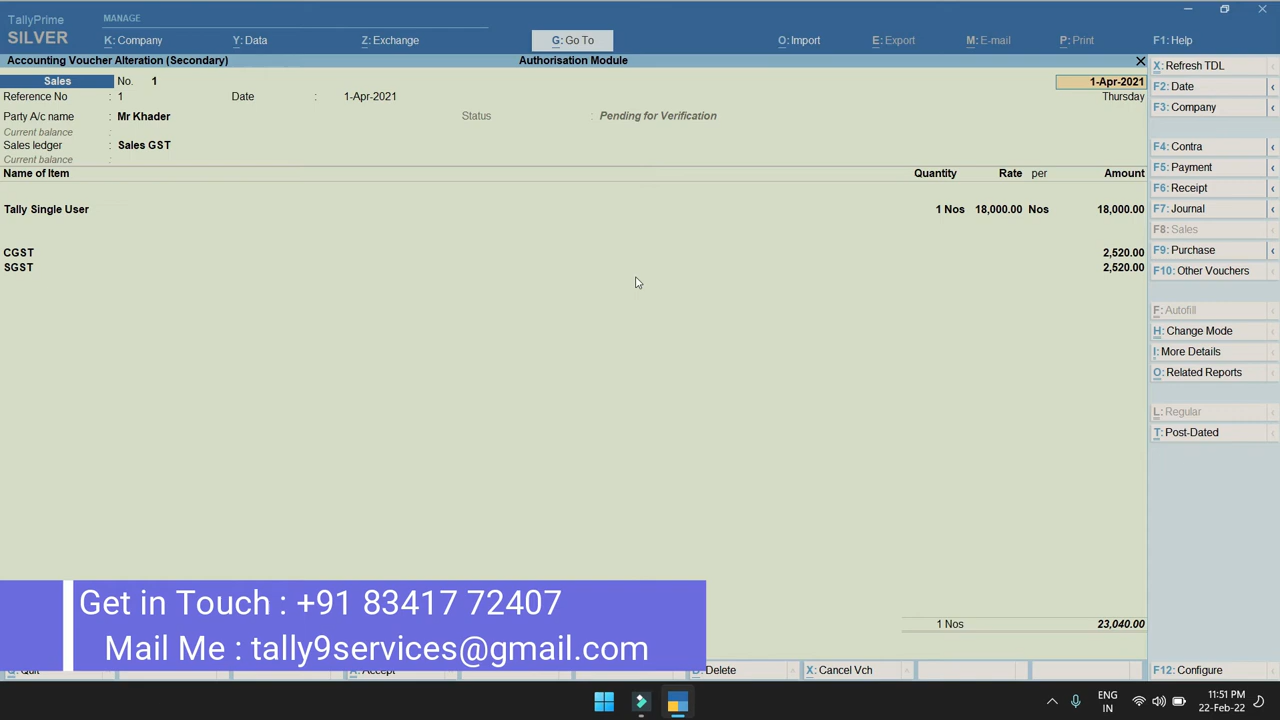 TallyPrime
SILVER
MANAGE
K: Company
Y: Data
Z: Exchange
G: Go To
O: Import
E: Export
M: E-mail
P: Print
F1: Help
Accounting Voucher Alteration (Secondary)
Authorisation Module
Sales No. 1
1-Apr-2021
Reference No : 1 Date : 1-Apr-2021
Thursday
Party A/c name : Mr Khader
Status : Pending for Verification
Current balance :
Sales ledger : Sales GST
Current balance :
Name of Item Quantity Rate per Amount
Tally Single User 1 Nos 18,000.00 Nos 18,000.00
CGST 2,520.00
SGST 2,520.00
1 Nos 23,040.00
X: Refresh TDL
F2: Date
F3: Company
F4: Contra
F5: Payment
F6: Receipt
F7: Journal
F8: Sales
F9: Purchase
F10: Other Vouchers
F: Autofill
H: Change Mode
I: More Details
O: Related Reports
L: Regular
T: Post-Dated
F12: Configure
Get in Touch : +91 83417 72407
Mail Me : tally9services@gmail.com
Quit
Accept
D: Delete
X: Cancel Vch
ENG
IN
11:51 PM
22-Feb-22